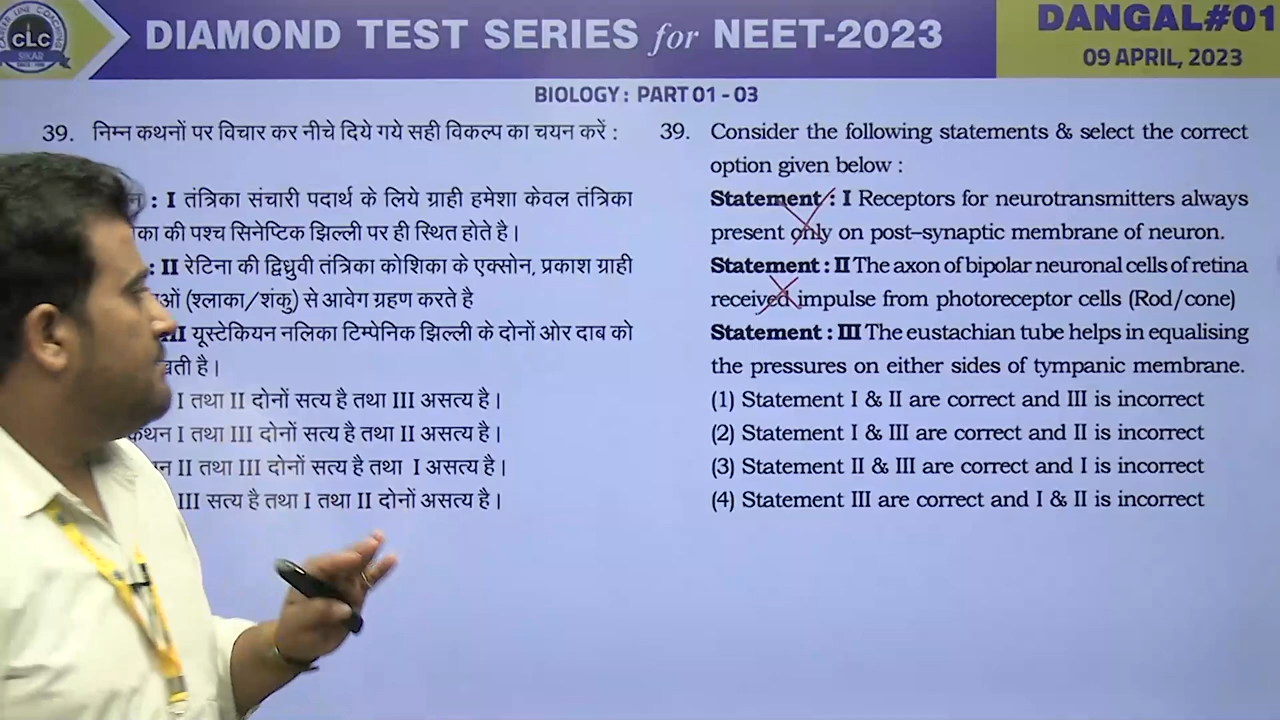 CLC
SIKAR
DIAMOND TEST SERIES for NEET-2023
DANGAL#01
09 APRIL, 2023
BIOLOGY : PART 01 - 03
39. निम्न कथनों पर विचार कर नीचे दिये गये सही विकल्प का चयन करें :
: I तंत्रिका संचारी पदार्थ के लिये ग्राही हमेशा केवल तंत्रिका
की पश्च सिनेप्टिक झिल्ली पर ही स्थित होते है।
: II रेटिना की द्विध्रुवी तंत्रिका कोशिका के एक्सोन, प्रकाश ग्राही
(श्लाका/शंकु) से आवेग ग्रहण करते है
III यूस्टेकियन नलिका टिम्पेनिक झिल्ली के दोनों ओर दाब को
है।
I तथा II दोनों सत्य है तथा III असत्य है।
कथन I तथा III दोनों सत्य है तथा II असत्य है।
II तथा III दोनों सत्य है तथा I असत्य है।
III सत्य है तथा I तथा II दोनों असत्य है।
39. Consider the following statements & select the correct
option given below :
Statement : I Receptors for neurotransmitters always
present only on post–synaptic membrane of neuron.
Statement : II The axon of bipolar neuronal cells of retina
received impulse from photoreceptor cells (Rod/cone)
Statement : III The eustachian tube helps in equalising
the pressures on either sides of tympanic membrane.
(1) Statement I & II are correct and III is incorrect
(2) Statement I & III are correct and II is incorrect
(3) Statement II & III are correct and I is incorrect
(4) Statement III are correct and I & II is incorrect